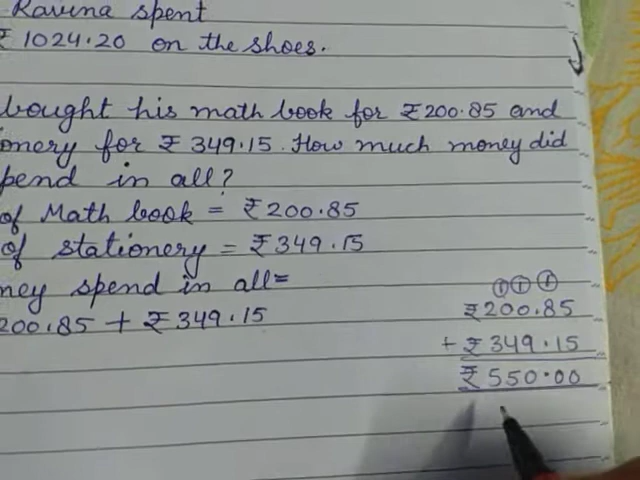 Ravina spent
₹ 1024.20 on the shoes.
bought his math book for ₹200.85 and
onery for ₹ 349.15. How much money did
pend in all?
of Math book = ₹200.85
of stationery = ₹349.15
ney spend in all=
200.85 + ₹349.15
1 1 1
₹200.85
+ ₹349.15
₹550.00